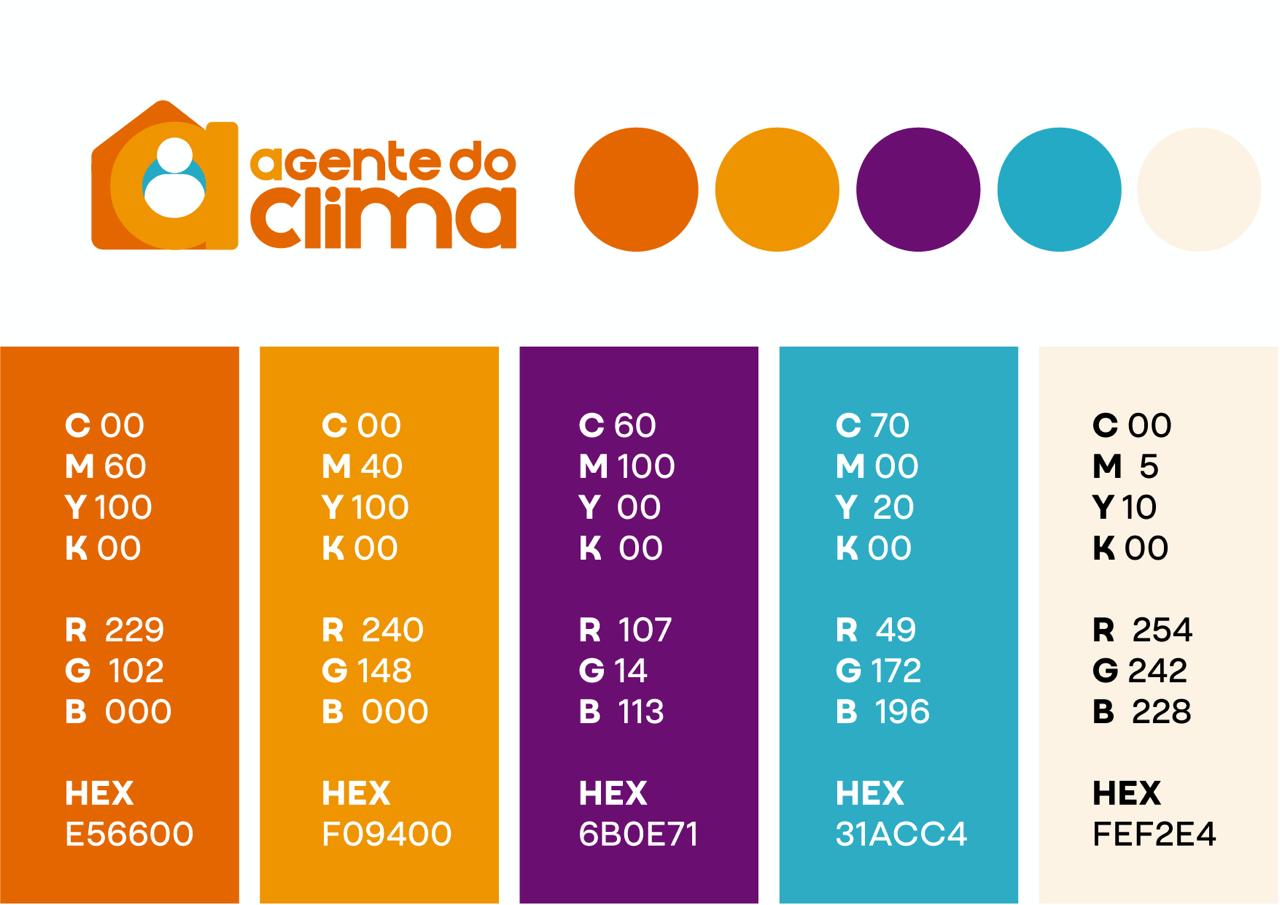 agente do
clima
C 00
M 60
Y 100
K 00
R 229
G 102
B 000
HEX
E56600
C 00
M 40
Y 100
K 00
R 240
G 148
B 000
HEX
F09400
C 60
M 100
Y 00
K 00
R 107
G 14
B 113
HEX
6B0E71
C 70
M 00
Y 20
K 00
R 49
G 172
B 196
HEX
31ACC4
C 00
M 5
Y 10
K 00
R 254
G 242
B 228
HEX
FEF2E4